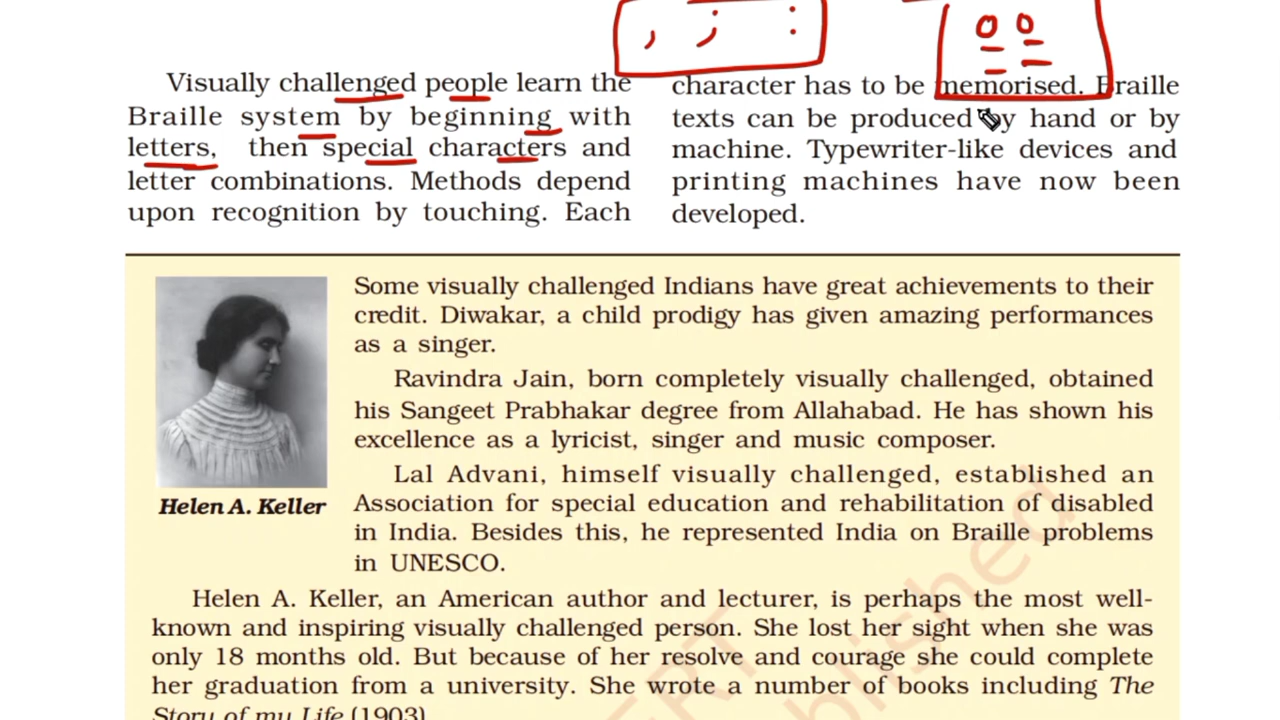 , ; :
Visually challenged people learn the
Braille system by beginning with
letters, then special characters and
letter combinations. Methods depend
upon recognition by touching. Each
character has to be memorised. Braille
texts can be produced by hand or by
machine. Typewriter-like devices and
printing machines have now been
developed.
Some visually challenged Indians have great achievements to their
credit. Diwakar, a child prodigy has given amazing performances
as a singer.
Ravindra Jain, born completely visually challenged, obtained
his Sangeet Prabhakar degree from Allahabad. He has shown his
excellence as a lyricist, singer and music composer.
Lal Advani, himself visually challenged, established an
Association for special education and rehabilitation of disabled
in India. Besides this, he represented India on Braille problems
in UNESCO.
Helen A. Keller
Helen A. Keller, an American author and lecturer, is perhaps the most well-
known and inspiring visually challenged person. She lost her sight when she was
only 18 months old. But because of her resolve and courage she could complete
her graduation from a university. She wrote a number of books including The
Story of my Life (1903).